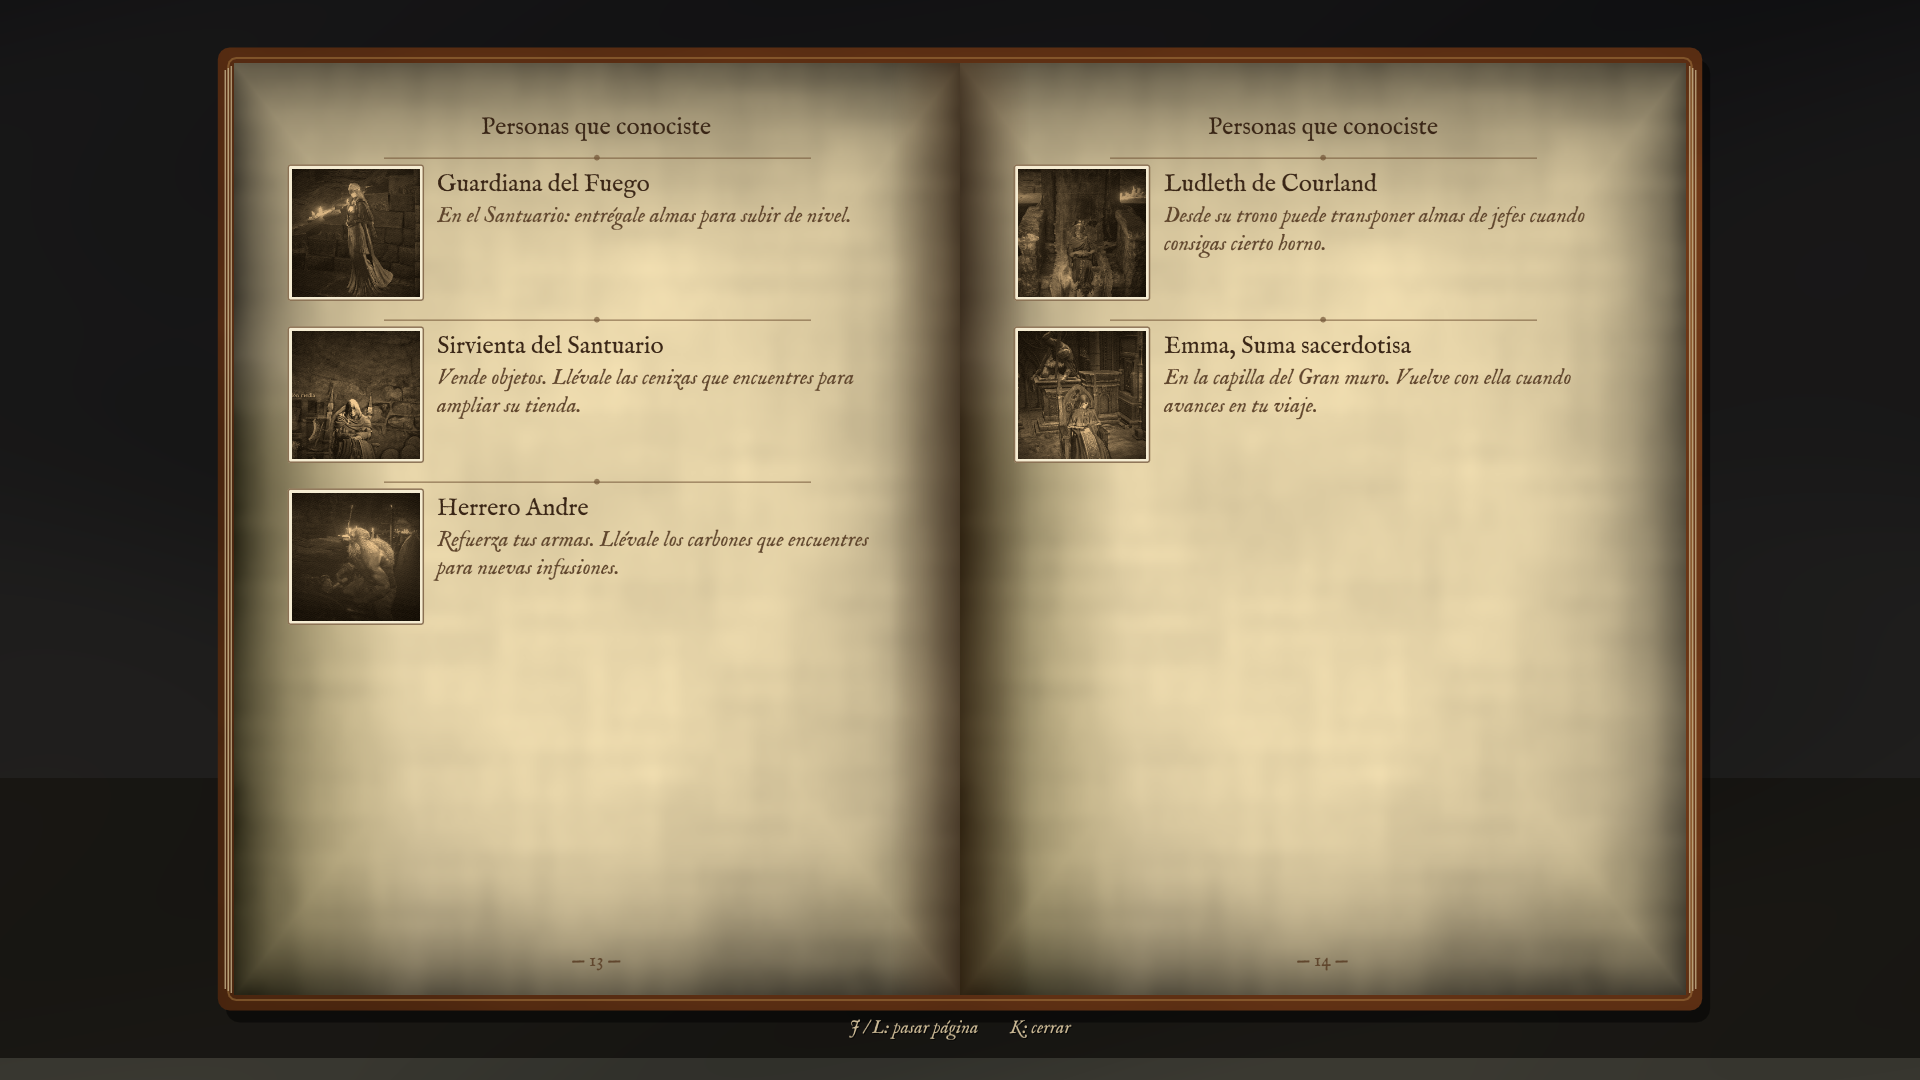 Personas que conociste
Guardiana del Fuego
En el Santuario: entrégale almas para subir de nivel.
Sirvienta del Santuario
Vende objetos. Llévale las cenizas que encuentres para
ampliar su tienda.
Herrero Andre
Refuerza tus armas. Llévale los carbones que encuentres
para nuevas infusiones.
— 13 —
Personas que conociste
Ludleth de Courland
Desde su trono puede transponer almas de jefes cuando
consigas cierto horno.
Emma, Suma sacerdotisa
En la capilla del Gran muro. Vuelve con ella cuando
avances en tu viaje.
— 14 —
J / L: pasar página K: cerrar